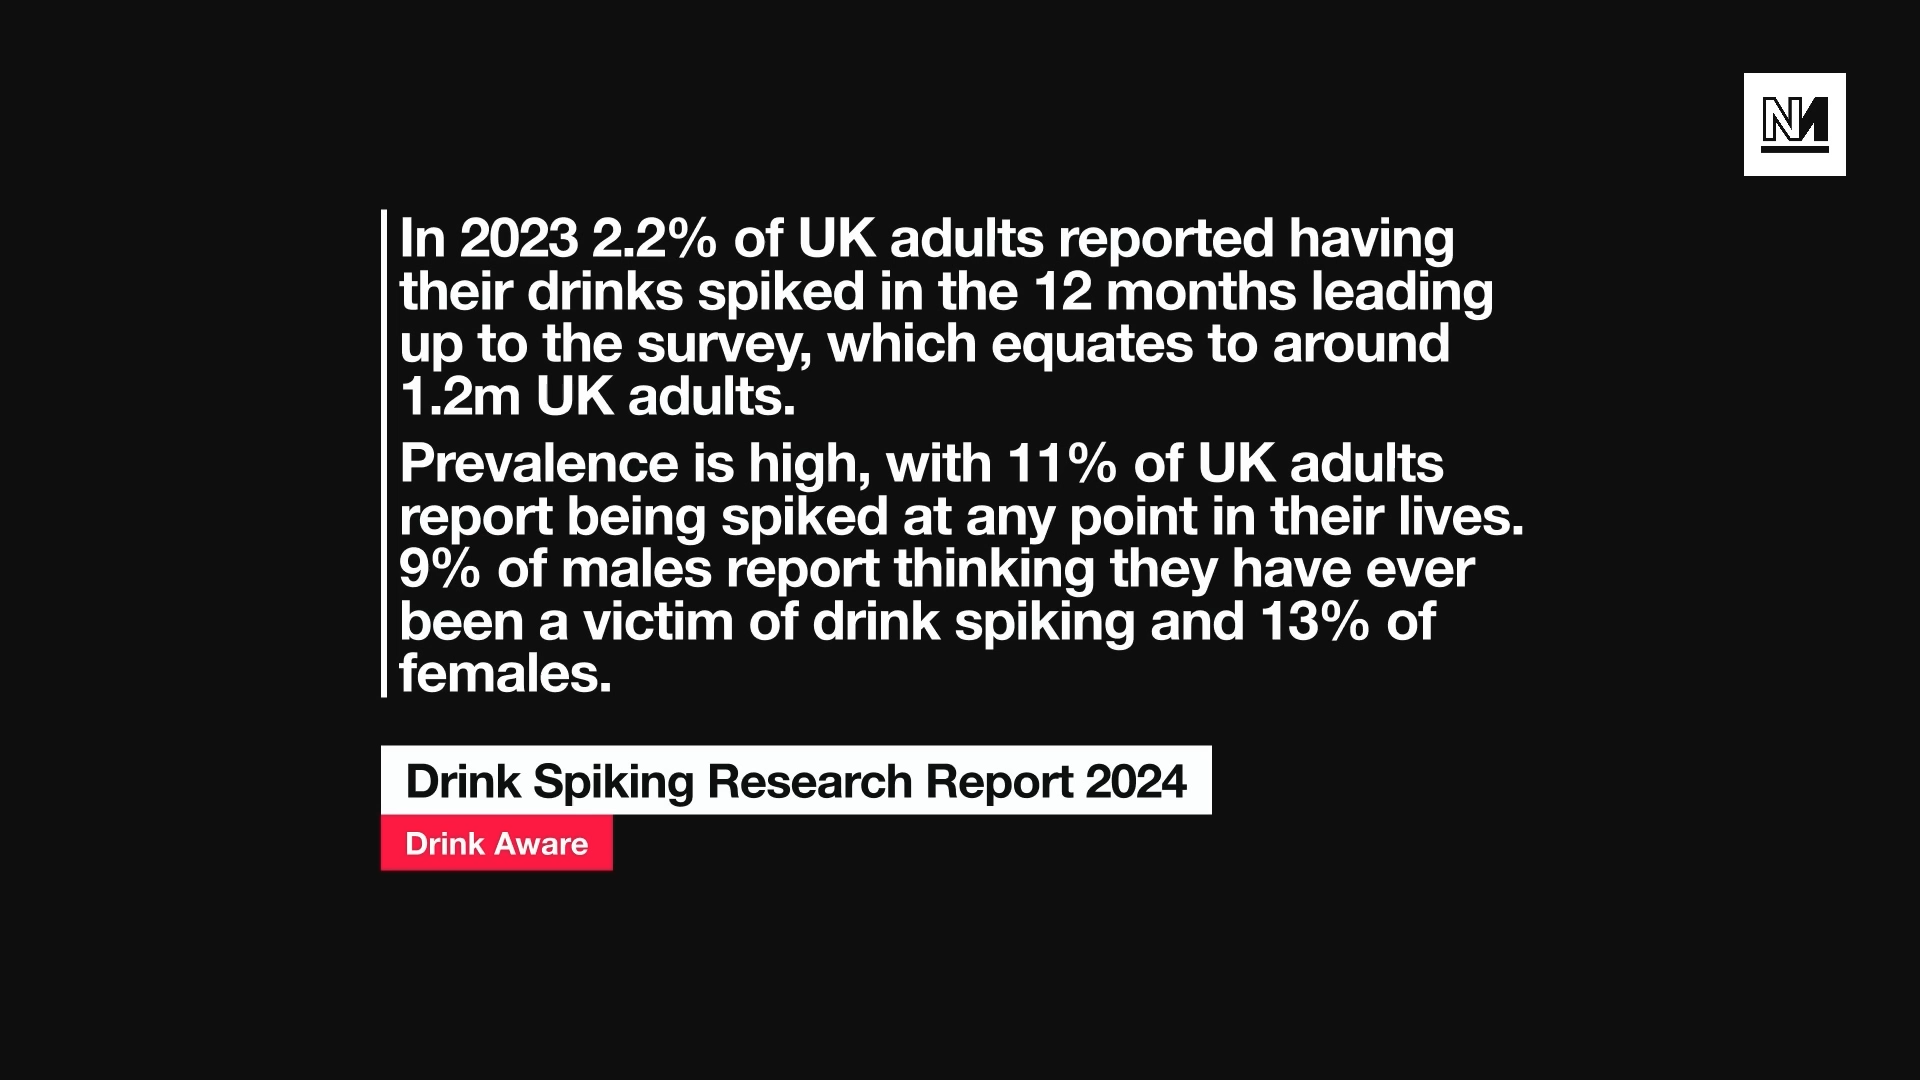 NM
In 2023 2.2% of UK adults reported having
their drinks spiked in the 12 months leading
up to the survey, which equates to around
1.2m UK adults.
Prevalence is high, with 11% of UK adults
report being spiked at any point in their lives.
9% of males report thinking they have ever
been a victim of drink spiking and 13% of
females.
Drink Spiking Research Report 2024
Drink Aware